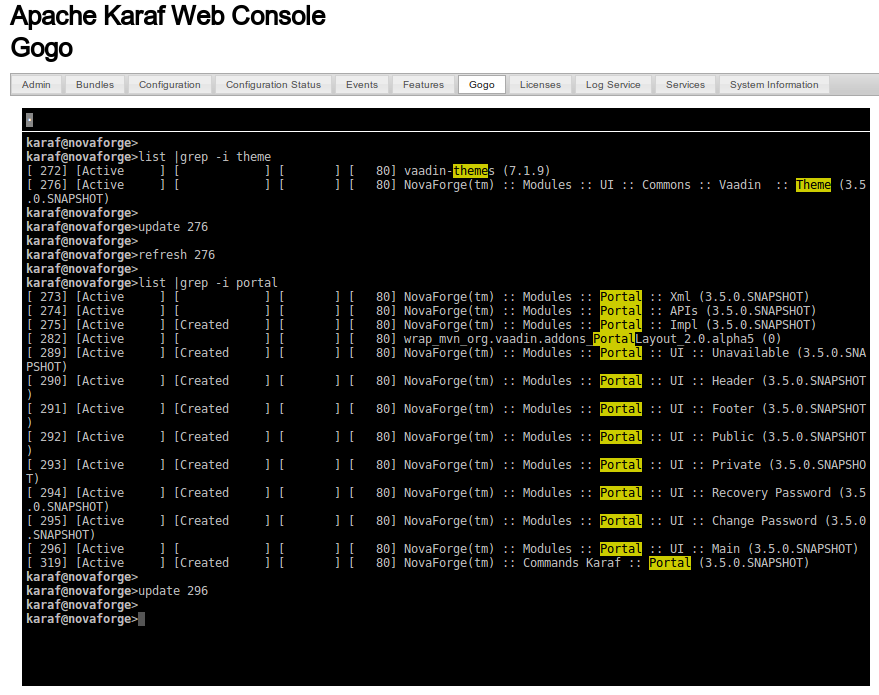 Apache Karaf Web Console
Gogo
Admin Bundles Configuration Configuration Status Events Features Gogo Licenses Log Service Services System Information
karaf@novaforge>
karaf@novaforge>list |grep -i theme
[ 272] [Active     ] [            ] [       ] [   80] vaadin-themes (7.1.9)
[ 276] [Active     ] [            ] [       ] [   80] NovaForge(tm) :: Modules :: UI :: Commons :: Vaadin  :: Theme (3.5
.0.SNAPSHOT)
karaf@novaforge>
karaf@novaforge>update 276
karaf@novaforge>
karaf@novaforge>refresh 276
karaf@novaforge>
karaf@novaforge>list |grep -i portal
[ 273] [Active     ] [            ] [       ] [   80] NovaForge(tm) :: Modules :: Portal :: Xml (3.5.0.SNAPSHOT)
[ 274] [Active     ] [            ] [       ] [   80] NovaForge(tm) :: Modules :: Portal :: APIs (3.5.0.SNAPSHOT)
[ 275] [Active     ] [Created     ] [       ] [   80] NovaForge(tm) :: Modules :: Portal :: Impl (3.5.0.SNAPSHOT)
[ 282] [Active     ] [            ] [       ] [   80] wrap_mvn_org.vaadin.addons_PortalLayout_2.0.alpha5 (0)
[ 289] [Active     ] [Created     ] [       ] [   80] NovaForge(tm) :: Modules :: Portal :: UI :: Unavailable (3.5.0.SNA
PSHOT)
[ 290] [Active     ] [Created     ] [       ] [   80] NovaForge(tm) :: Modules :: Portal :: UI :: Header (3.5.0.SNAPSHOT
)
[ 291] [Active     ] [Created     ] [       ] [   80] NovaForge(tm) :: Modules :: Portal :: UI :: Footer (3.5.0.SNAPSHOT
)
[ 292] [Active     ] [Created     ] [       ] [   80] NovaForge(tm) :: Modules :: Portal :: UI :: Public (3.5.0.SNAPSHOT
)
[ 293] [Active     ] [Created     ] [       ] [   80] NovaForge(tm) :: Modules :: Portal :: UI :: Private (3.5.0.SNAPSHO
T)
[ 294] [Active     ] [Created     ] [       ] [   80] NovaForge(tm) :: Modules :: Portal :: UI :: Recovery Password (3.5
.0.SNAPSHOT)
[ 295] [Active     ] [Created     ] [       ] [   80] NovaForge(tm) :: Modules :: Portal :: UI :: Change Password (3.5.0
.SNAPSHOT)
[ 296] [Active     ] [            ] [       ] [   80] NovaForge(tm) :: Modules :: Portal :: UI :: Main (3.5.0.SNAPSHOT)
[ 319] [Active     ] [Created     ] [       ] [   80] NovaForge(tm) :: Commands Karaf :: Portal (3.5.0.SNAPSHOT)
karaf@novaforge>
karaf@novaforge>update 296
karaf@novaforge>
karaf@novaforge>